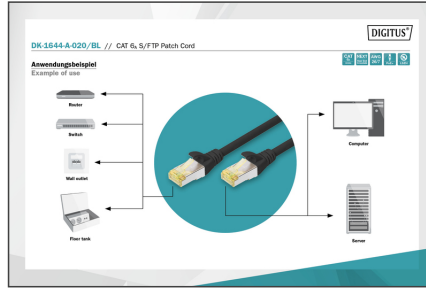 DIGITUS®
DK-1644-A-020/BL // CAT 6A S/FTP Patch Cord
Anwendungsbeispiel
Example of use
Router
Switch
Wall outlet
Floor tank
Computer
Server